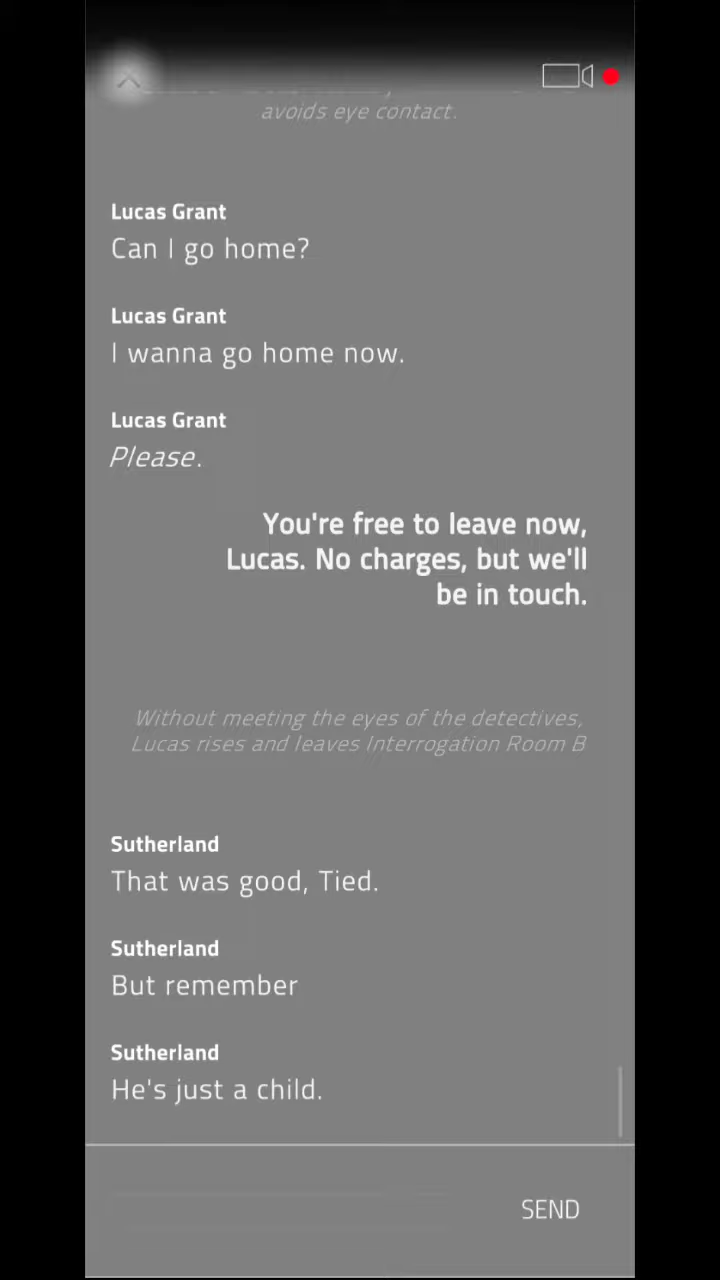 avoids eye contact.
Lucas Grant
Can I go home?
Lucas Grant
I wanna go home now.
Lucas Grant
Please.
You're free to leave now,
Lucas. No charges, but we'll
be in touch.
Without meeting the eyes of the detectives,
Lucas rises and leaves Interrogation Room B
Sutherland
That was good, Tied.
Sutherland
But remember
Sutherland
He's just a child.
SEND